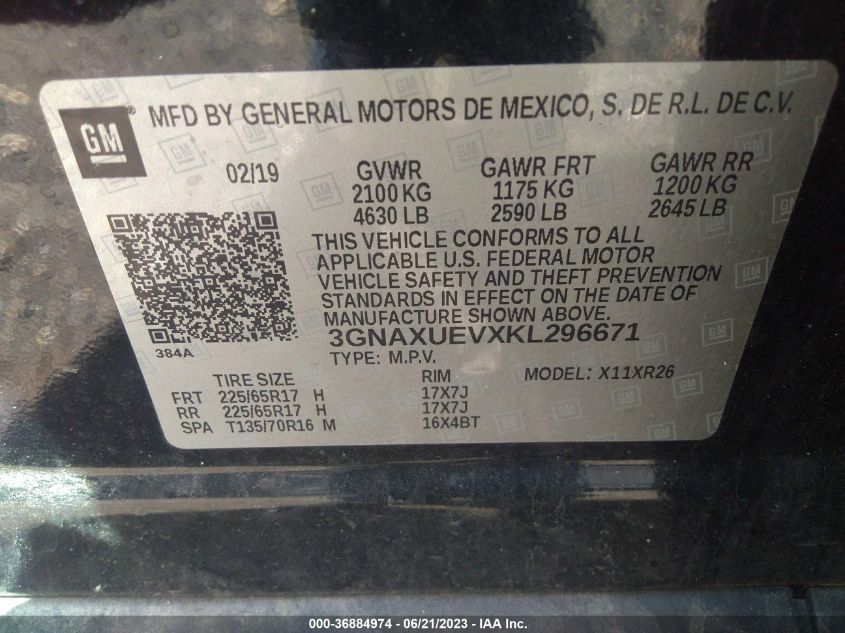 GM
MFD BY GENERAL MOTORS DE MEXICO, S. DE R.L. DE C.V.
02/19 GVWR GAWR FRT GAWR RR
2100 KG 1175 KG 1200 KG
4630 LB 2590 LB 2645 LB
THIS VEHICLE CONFORMS TO ALL
APPLICABLE U.S. FEDERAL MOTOR
VEHICLE SAFETY AND THEFT PREVENTION
STANDARDS IN EFFECT ON THE DATE OF
MANUFACTURE SHOWN ABOVE.
3GNAXUEVXKL296671
384A TYPE: M.P.V.
TIRE SIZE RIM MODEL: X11XR26
FRT 225/65R17 H 17X7J
RR 225/65R17 H 17X7J
SPA T135/70R16 M 16X4BT
000-36884974 - 06/21/2023 - IAA Inc.